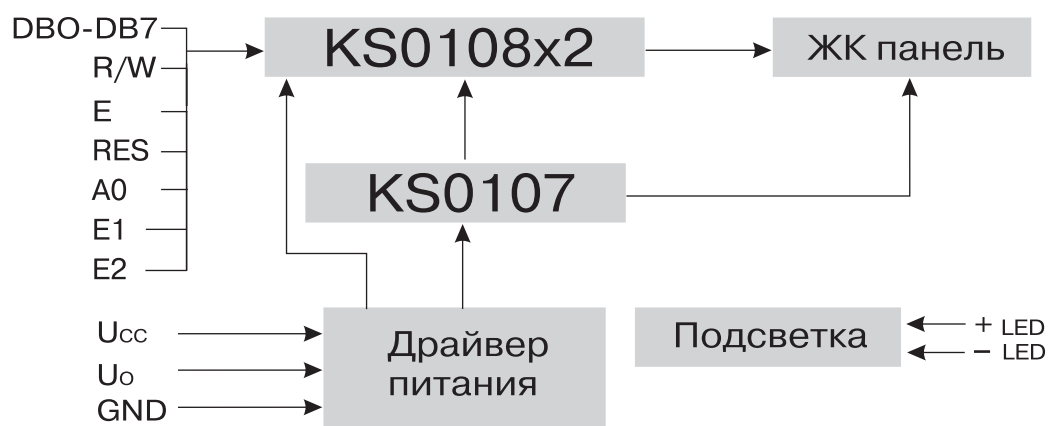 DBO-DB7
R/W
E
RES
A0
E1
E2
KS0108x2
ЖК панель
KS0107
Ucc
Uo
GND
Драйвер
питания
Подсветка
+ LED
− LED